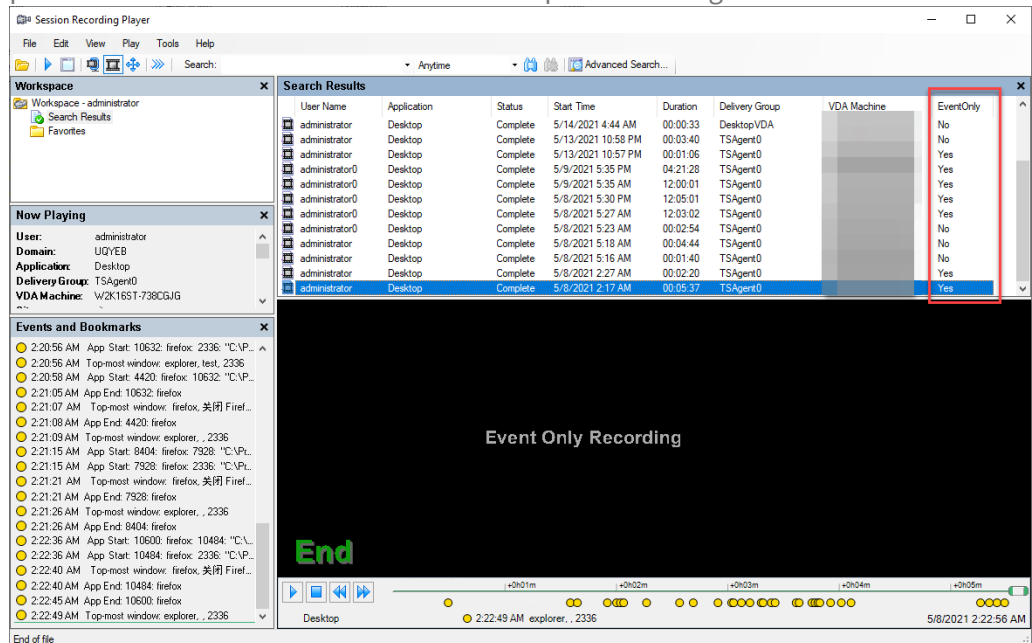 Session Recording Player
File Edit View Play Tools Help
Search: Anytime Advanced Search...
Workspace
Workspace - administrator
Search Results
Favorites
Now Playing
User: administrator
Domain: UQYEB
Application: Desktop
Delivery Group: TSAgent0
VDA Machine: W2K16ST-738CGJG
Events and Bookmarks
2:20:56 AM App Start: 10632: firefox: 2336: "C:\P...
2:20:56 AM Top-most window: explorer, test, 2336
2:20:58 AM App Start: 4420: firefox: 10632: "C:\P...
2:21:05 AM App End: 10632: firefox
2:21:07 AM Top-most window: firefox, 关闭 Firef...
2:21:08 AM App End: 4420: firefox
2:21:09 AM Top-most window: explorer, , 2336
2:21:15 AM App Start: 8404: firefox: 7928: "C:\Pr...
2:21:15 AM App Start: 7928: firefox: 2336: "C:\Pr...
2:21:21 AM Top-most window: firefox, 关闭 Firef...
2:21:21 AM App End: 7928: firefox
2:21:26 AM Top-most window: explorer, , 2336
2:21:26 AM App End: 8404: firefox
2:22:36 AM App Start: 10600: firefox: 10484: "C:\...
2:22:36 AM App Start: 10484: firefox: 2336: "C:\P...
2:22:40 AM Top-most window: firefox, 关闭 Firef...
2:22:40 AM App End: 10484: firefox
2:22:45 AM App End: 10600: firefox
2:22:49 AM Top-most window: explorer, , 2336
Search Results
User Name Application Status Start Time Duration Delivery Group VDA Machine EventOnly
administrator Desktop Complete 5/14/2021 4:44 AM 00:00:33 DesktopVDA No
administrator Desktop Complete 5/13/2021 10:58 PM 00:03:40 TSAgent0 No
administrator Desktop Complete 5/13/2021 10:57 PM 00:01:06 TSAgent0 Yes
administrator0 Desktop Complete 5/9/2021 5:35 PM 04:21:28 TSAgent0 Yes
administrator0 Desktop Complete 5/9/2021 5:35 AM 12:00:01 TSAgent0 Yes
administrator0 Desktop Complete 5/8/2021 5:30 PM 12:05:01 TSAgent0 Yes
administrator0 Desktop Complete 5/8/2021 5:27 AM 12:03:02 TSAgent0 Yes
administrator0 Desktop Complete 5/8/2021 5:23 AM 00:02:54 TSAgent0 No
administrator Desktop Complete 5/8/2021 5:18 AM 00:04:44 TSAgent0 No
administrator Desktop Complete 5/8/2021 5:16 AM 00:01:40 TSAgent0 No
administrator Desktop Complete 5/8/2021 2:27 AM 00:02:20 TSAgent0 Yes
administrator Desktop Complete 5/8/2021 2:17 AM 00:05:37 TSAgent0 Yes
Event Only Recording
End
+0h01m +0h02m +0h03m +0h04m +0h05m
Desktop 2:22:49 AM explorer, , 2336 5/8/2021 2:22:56 AM
End of file